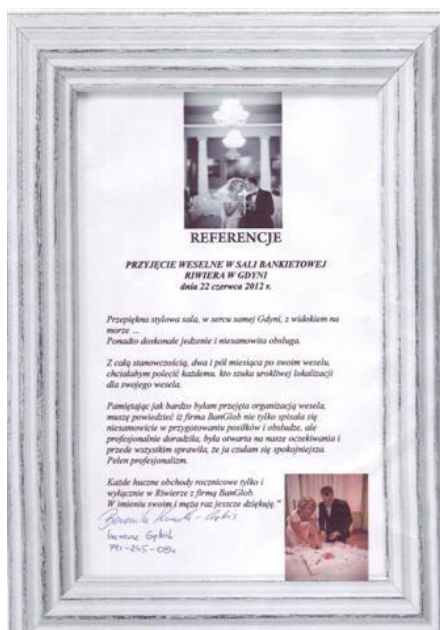 REFERENCJE
PRZYJĘCIE WESELNE W SALI BANKIETOWEJ
RIWIERA W GDYNI
dnia 22 czerwca 2012 r.
Przepiękna stylowa sala, w sercu samej Gdyni, z widokiem na
morze ...
Ponadto doskonałe jedzenie i niesamowita obsługa.
Z całą stanowczością, dwa i pół miesiąca po swoim weselu,
chciałabym polecić każdemu, kto szuka urokliwej lokalizacji
dla swojego wesela.
Pamiętając jak bardzo byłam przejęta organizacją wesela,
muszę powiedzieć iż firma BanGlob nie tylko spisała się
niesamowicie w przygotowaniu posiłków i obsłudze, ale
profesjonalnie doradziła, była otwarta na nasze oczekiwania i
przede wszystkim sprawiła, że ja czułam się spokojniejsza.
Pełen profesjonalizm.
Każde huczne obchody rocznicowe tylko i
wyłącznie w Riwierze z firmą BanGlob.
W imieniu swoim i męża raz jeszcze dziękuję."